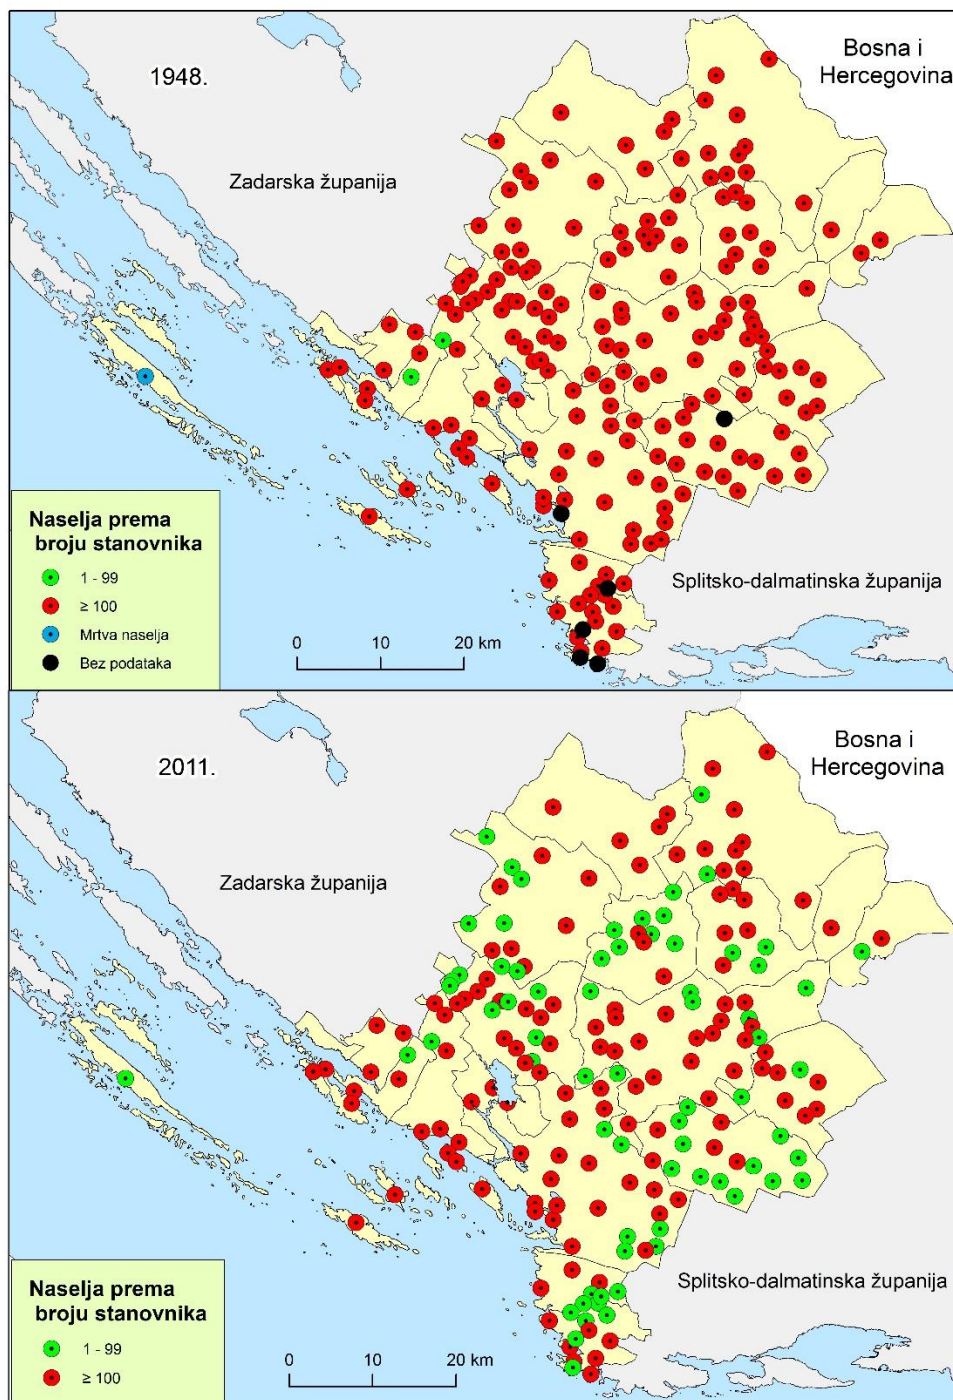 1948.
Bosna i
Hercegovina
Zadarska županija
Naselja prema
broju stanovnika
1 - 99
≥ 100
Mrtva naselja
Bez podataka
Splitsko-dalmatinska županija
0 10 20 km
2011.
Bosna i
Hercegovina
Zadarska županija
Splitsko-dalmatinska županija
Naselja prema
broju stanovnika
1 - 99
≥ 100
0 10 20 km